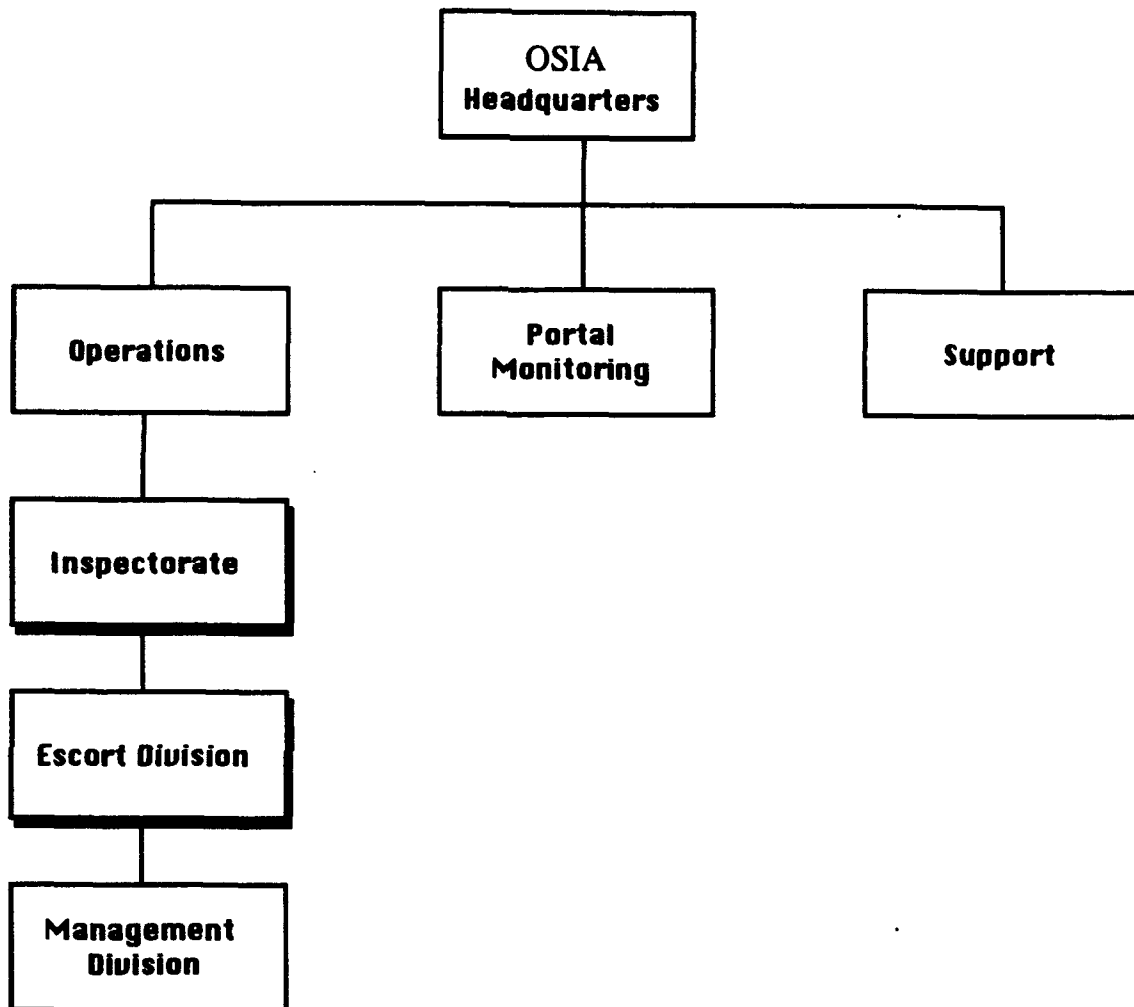 OSIA
Headquarters
Operations
Portal
Monitoring
Support
Inspectorate
Escort Division
Management
Division